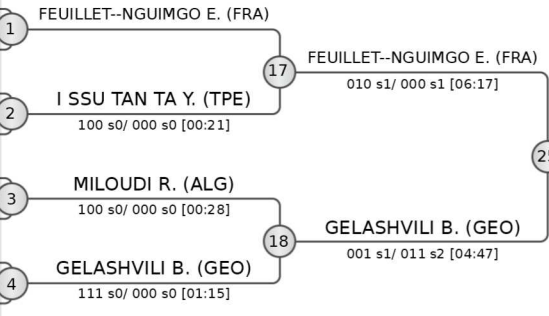 FEUILLET--NGUIMGO E. (FRA)
1
17
FEUILLET--NGUIMGO E. (FRA)
010 s1/ 000 s1 [06:17]
I SSU TAN TA Y. (TPE)
2
100 s0/ 000 s0 [00:21]
MILOUDI R. (ALG)
3
100 s0/ 000 s0 [00:28]
18
GELASHVILI B. (GEO)
001 s1/ 011 s2 [04:47]
GELASHVILI B. (GEO)
4
111 s0/ 000 s0 [01:15]